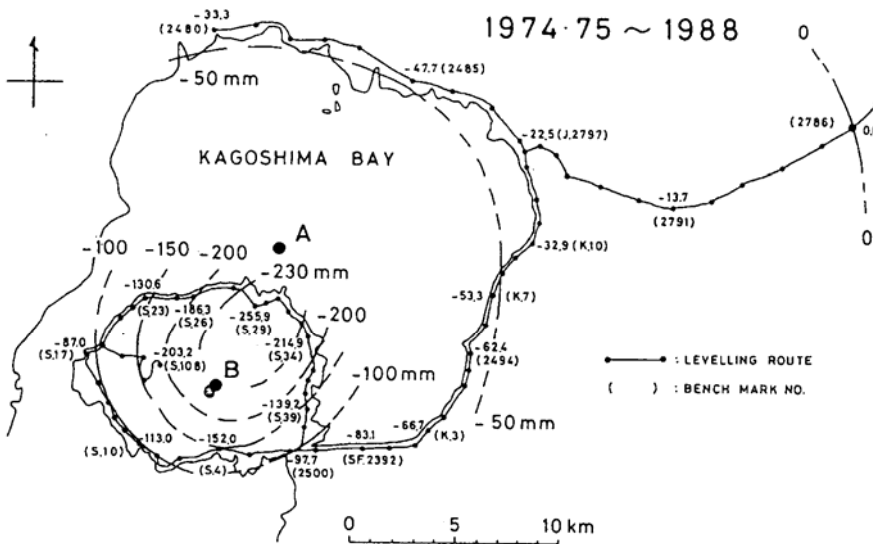 1974·75 ~ 1988
-33,3
(2480)
-50 mm
-47,7 (2485)
0
(2786)
-22,5 (J,2797)
KAGOSHIMA BAY
-13,7
(2791)
0
A
-32,9 (K,10)
-100
-150
-200
-230 mm
-130,6
(S,23)
-186,3
(S,26)
-255,9
(S,29)
-53,3
(K,7)
-200
-87,0
(S,17)
-203,2
(S,108)
-214,9
(S,34)
-62,4
(2494)
: LEVELLING ROUTE
B
-100 mm
( ) : BENCH MARK NO.
-139,2
(S,39)
-50 mm
-66,7
(K,3)
-113,0
(S,10)
-152,0
(S,4)
-83,1
(SF,2392)
-97,7
(2500)
0 5 10 km